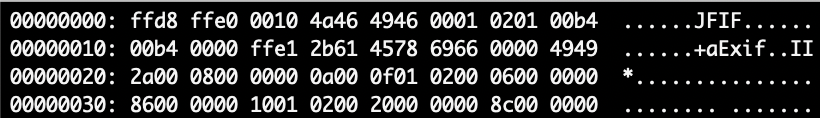 00000000: ffd8 ffe0 0010 4a46 4946 0001 0201 00b4  ......JFIF......
00000010: 00b4 0000 ffe1 2b61 4578 6966 0000 4949  ......+aExif..II
00000020: 2a00 0800 0000 0a00 0f01 0200 0600 0000  *...............
00000030: 8600 0000 1001 0200 2000 0000 8c00 0000  ........ .......